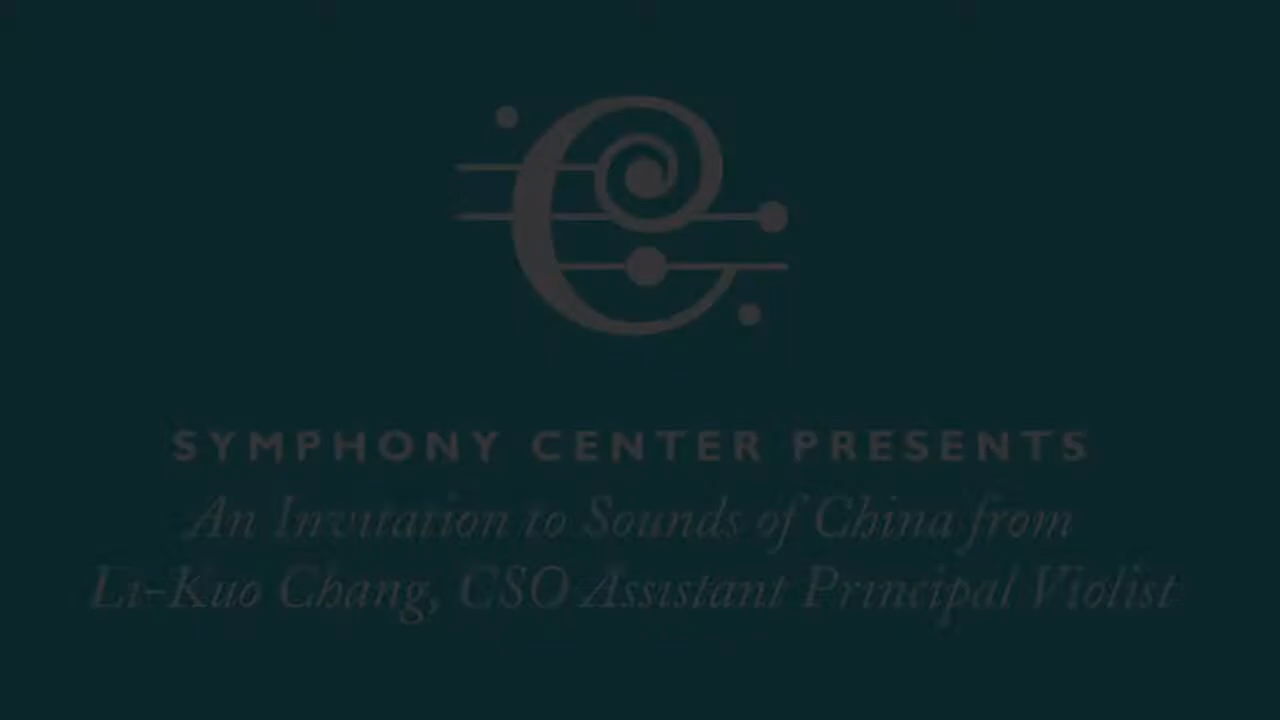 SYMPHONY CENTER PRESENTS
An Invitation to Sounds of China from
Li-Kuo Chang, CSO Assistant Principal Violist